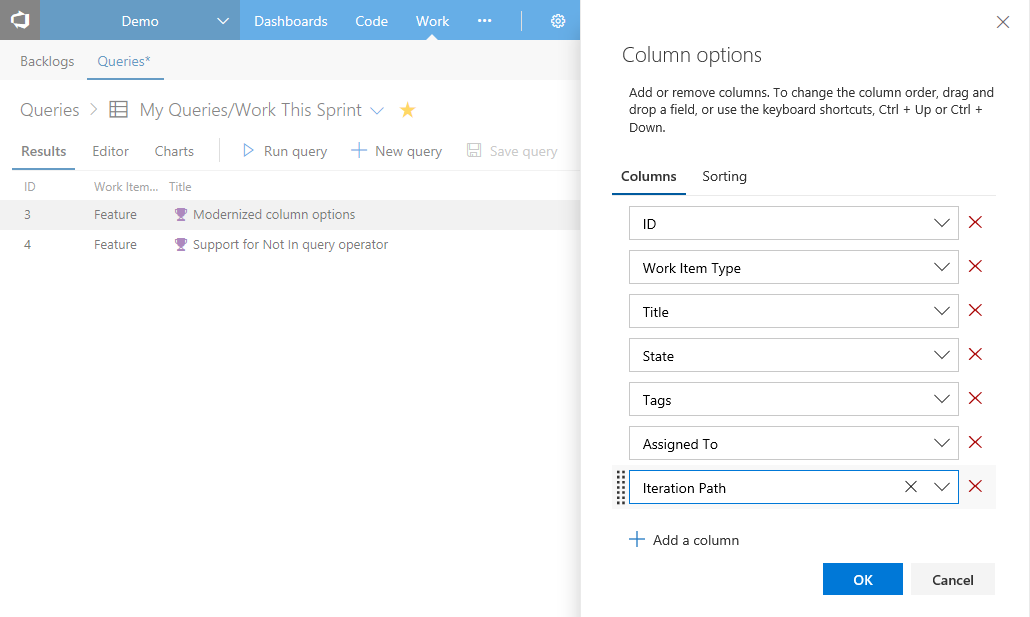 Demo Dashboards Code Work
Backlogs Queries*
Queries My Queries/Work This Sprint
Results Editor Charts Run query New query Save query
ID Work Item... Title
3 Feature Modernized column options
4 Feature Support for Not In query operator
Column options
Add or remove columns. To change the column order, drag and
drop a field, or use the keyboard shortcuts, Ctrl + Up or Ctrl +
Down.
Columns Sorting
ID
Work Item Type
Title
State
Tags
Assigned To
Iteration Path
Add a column
OK Cancel